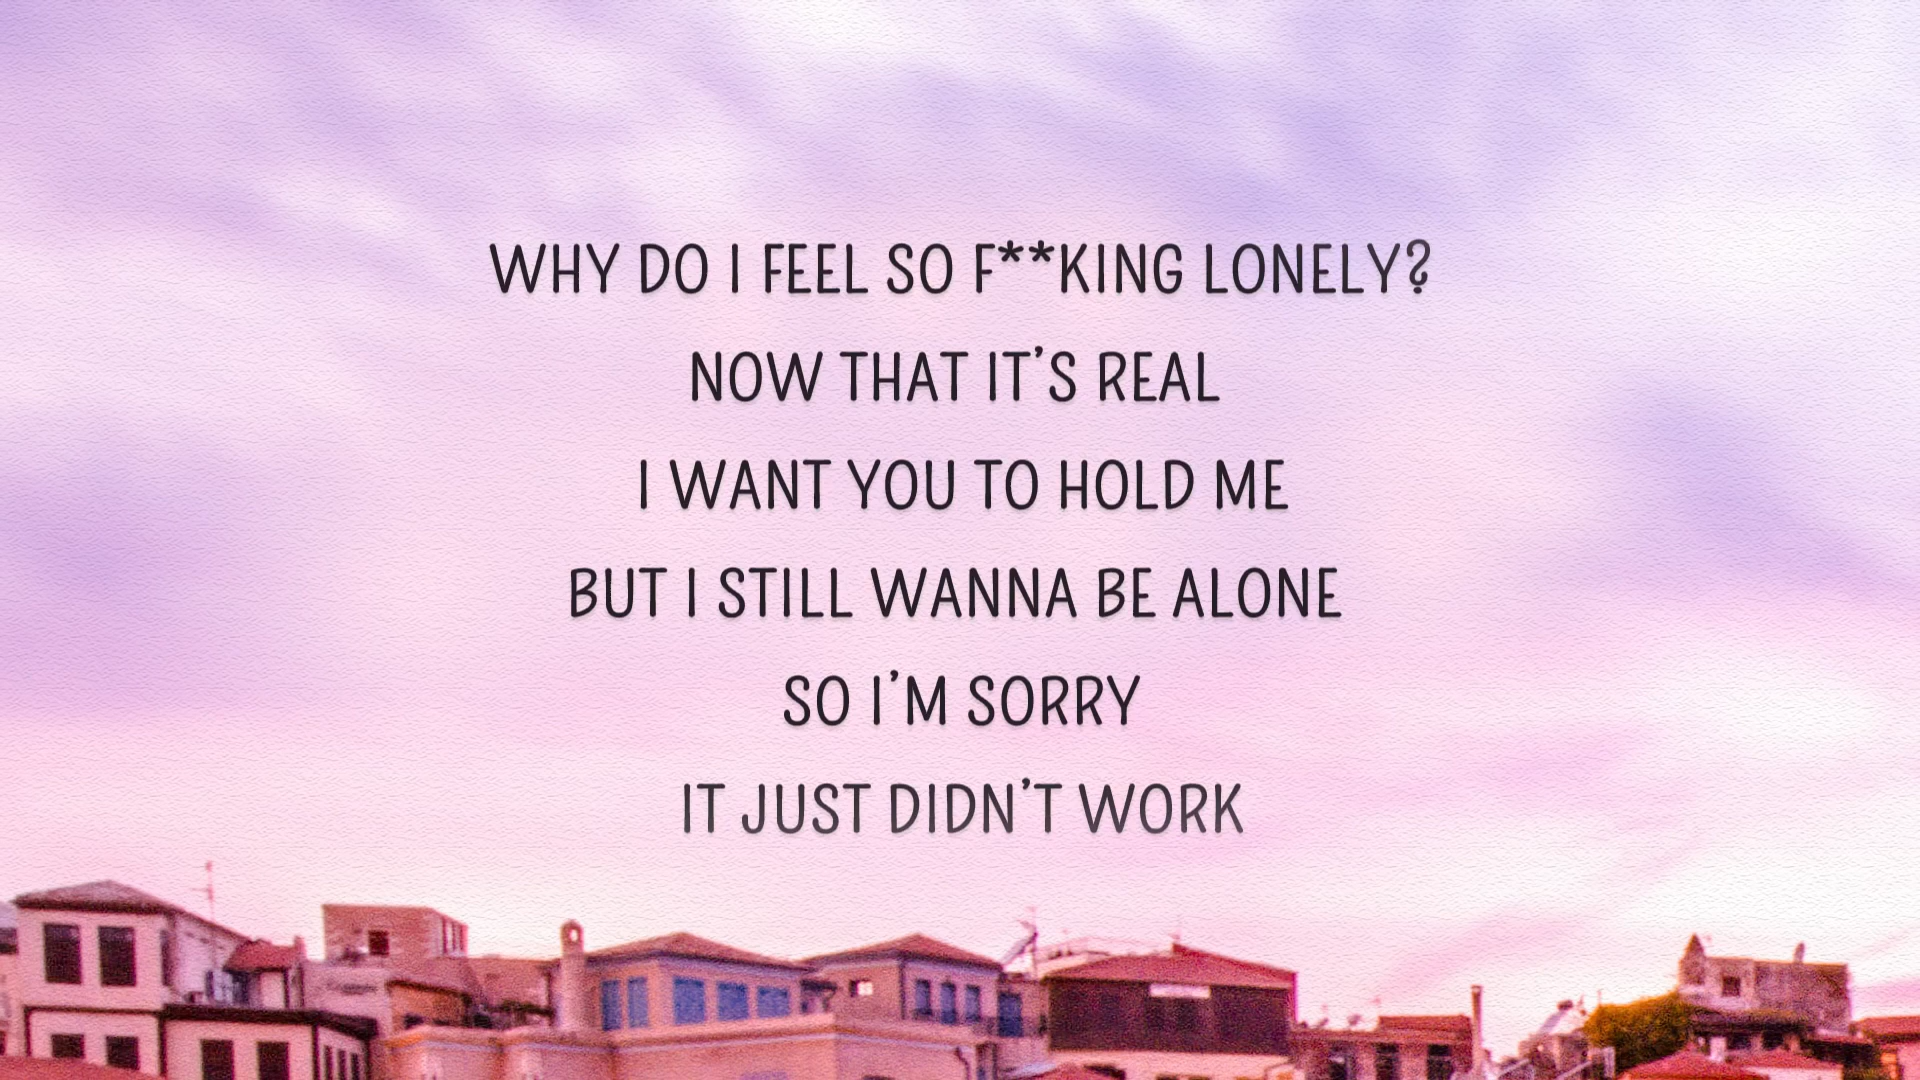 WHY DO I FEEL SO F**KING LONELY?
NOW THAT IT'S REAL
I WANT YOU TO HOLD ME
BUT I STILL WANNA BE ALONE
SO I'M SORRY
IT JUST DIDN'T WORK